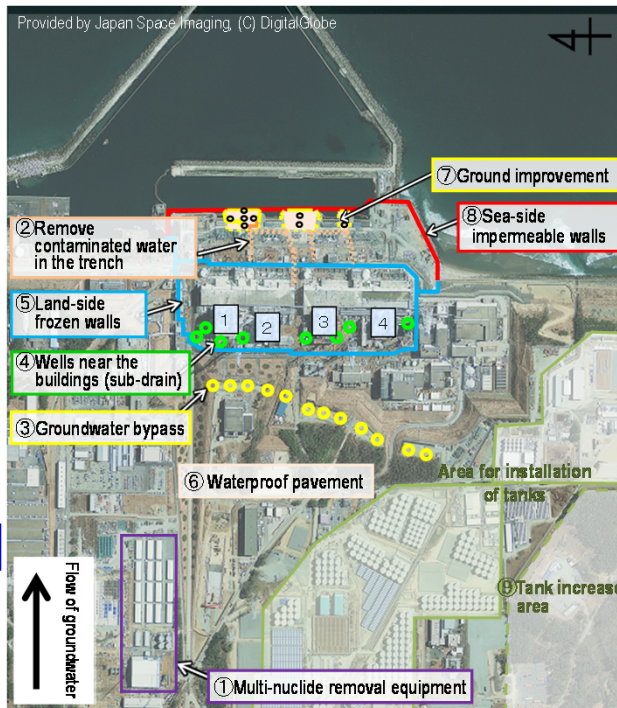 Provided by Japan Space Imaging, (C) DigitalGlobe
⑦Ground improvement
②Remove
contaminated water
in the trench
⑧Sea-side
impermeable walls
⑤Land-side
frozen walls
1
2
3
4
④Wells near the
buildings (sub-drain)
③Groundwater bypass
Area for installation
of tanks
⑥Waterproof pavement
⑨Tank increase
area
Flow of groundwater
①Multi-nuclide removal equipment